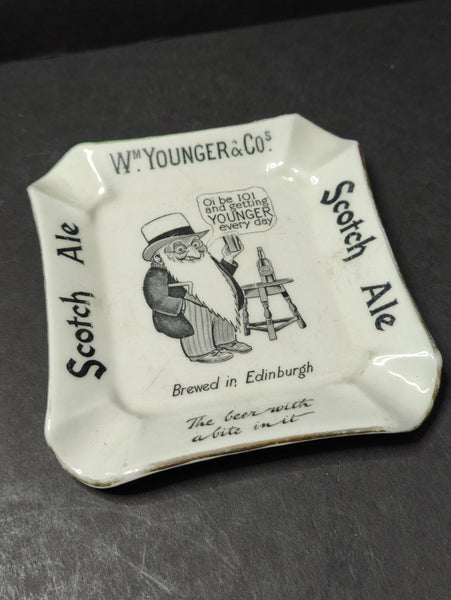 Wᴹ. YOUNGER & Cᴼˢ.
Scotch Ale
Oi be 101
and getting
YOUNGER
every day
Scotch Ale
Brewed in Edinburgh
The beer with
a bite in it